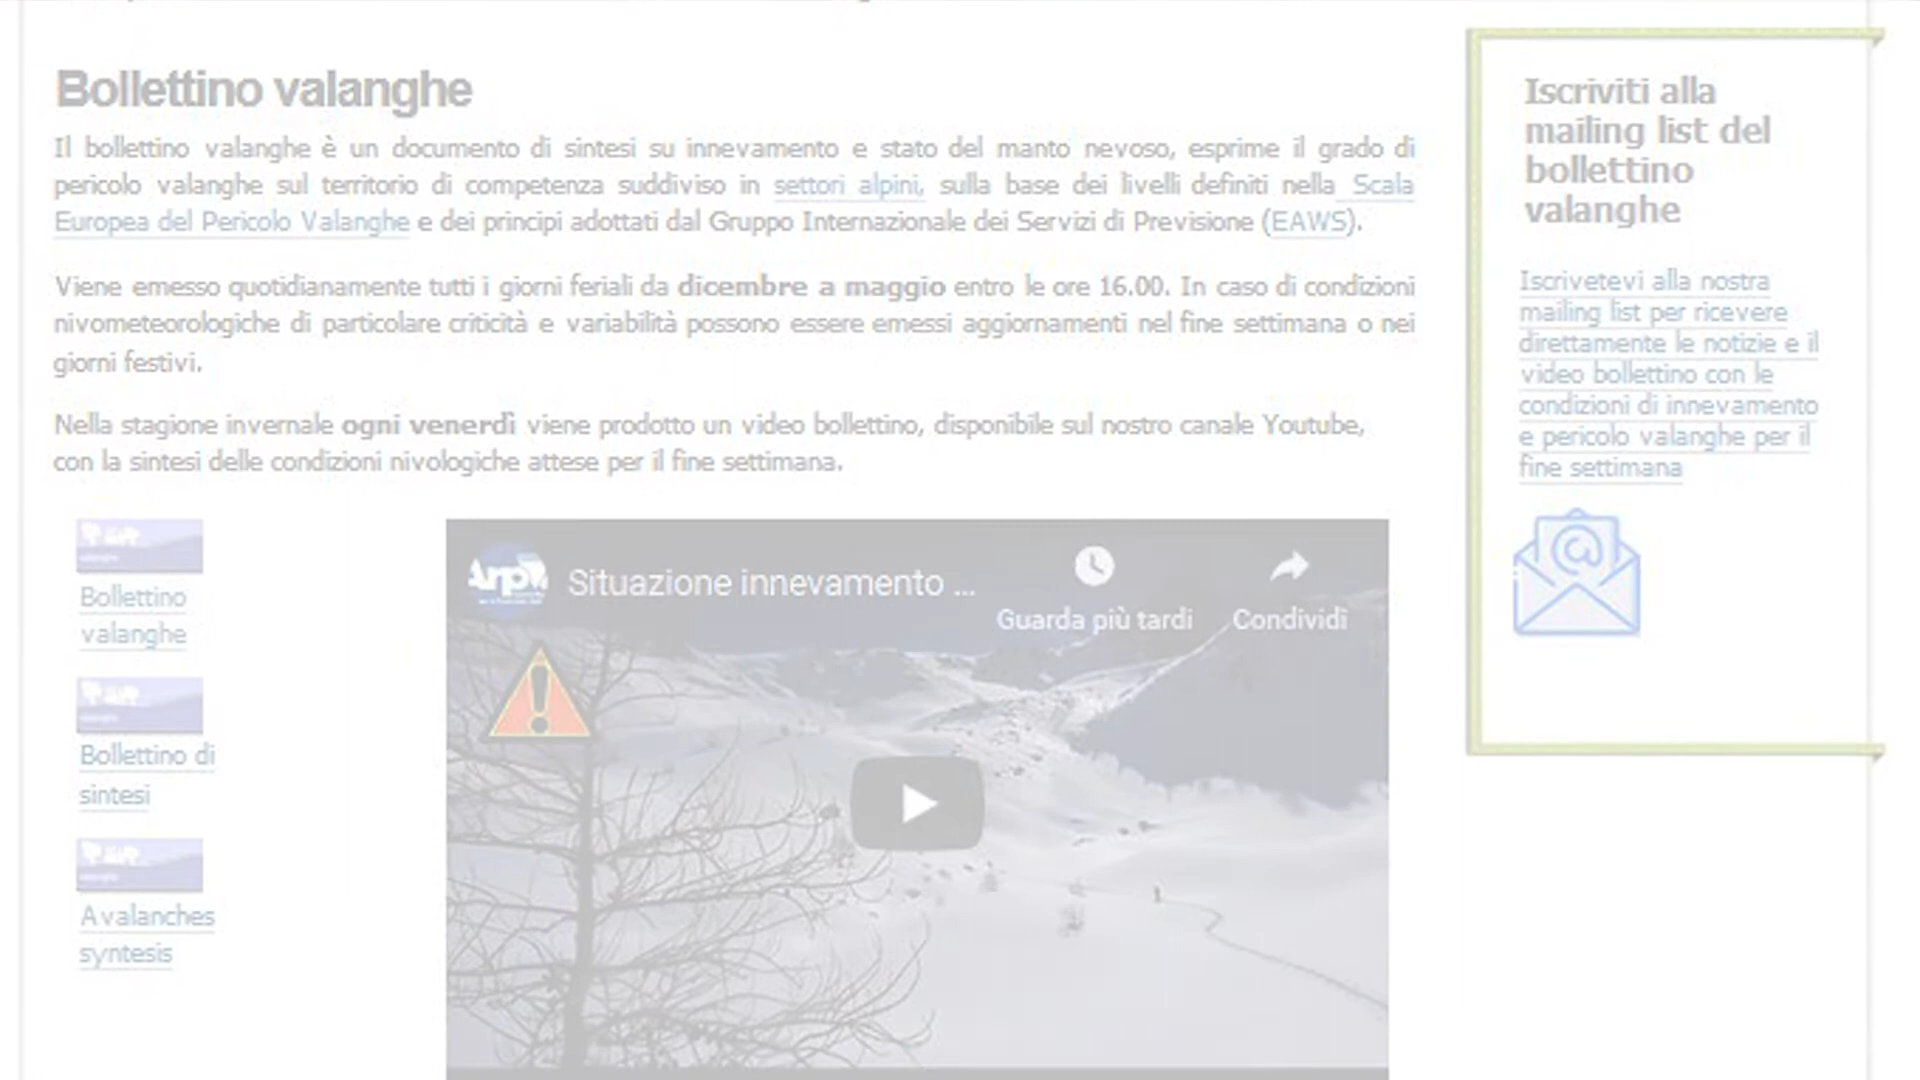 Bollettino valanghe
Il bollettino valanghe è un documento di sintesi su innevamento e stato del manto nevoso, esprime il grado di
pericolo valanghe sul territorio di competenza suddiviso in settori alpini, sulla base dei livelli definiti nella Scala
Europea del Pericolo Valanghe e dei principi adottati dal Gruppo Internazionale dei Servizi di Previsione (EAWS).
Viene emesso quotidianamente tutti i giorni feriali da dicembre a maggio entro le ore 16.00. In caso di condizioni
nivometeorologiche di particolare criticità e variabilità possono essere emessi aggiornamenti nel fine settimana o nei
giorni festivi.
Nella stagione invernale ogni venerdì viene prodotto un video bollettino, disponibile sul nostro canale Youtube,
con la sintesi delle condizioni nivologiche attese per il fine settimana.
Bollettino
valanghe
Bollettino di
sintesi
Avalanches
syntesis
Situazione innevamento ...
Guarda più tardi
Condividi
Iscriviti alla
mailing list del
bollettino
valanghe
Iscrivetevi alla nostra
mailing list per ricevere
direttamente le notizie e il
video bollettino con le
condizioni di innevamento
e pericolo valanghe per il
fine settimana